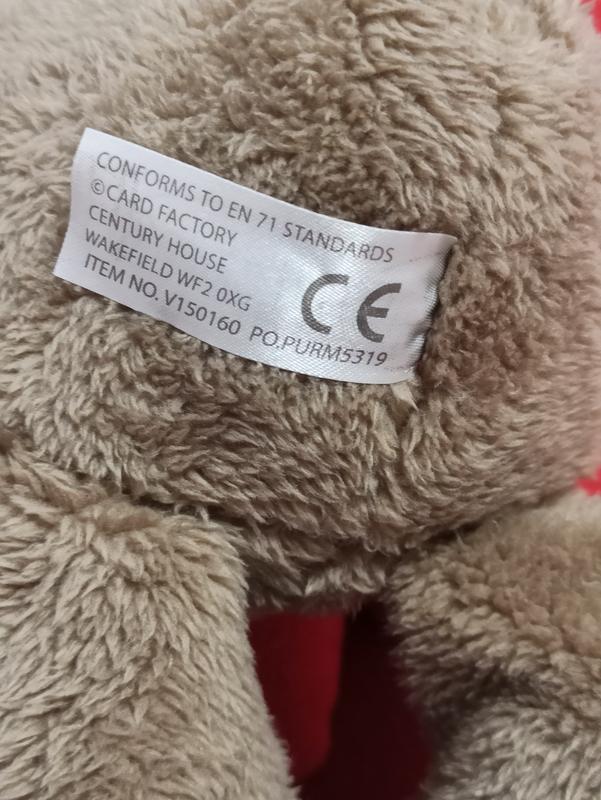 CONFORMS TO EN 71 STANDARDS
©CARD FACTORY
CENTURY HOUSE
WAKEFIELD WF2 0XG
ITEM NO. V150160 PO.PURM5319
CE